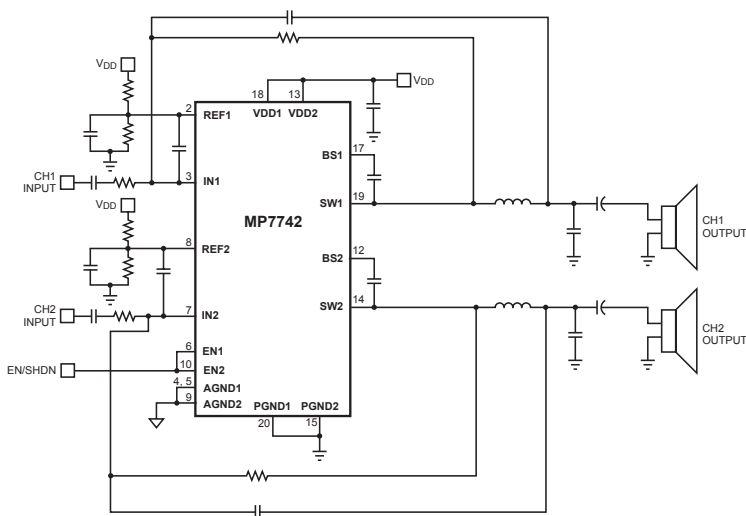 VDD
18
13
VDD
VDD1
VDD2
2
REF1
17
BS1
CH1
INPUT
3
IN1
19
SW1
CH1
OUTPUT
VDD
MP7742
8
REF2
12
BS2
CH2
INPUT
7
IN2
14
SW2
CH2
OUTPUT
6
EN1
EN/SHDN
10
EN2
4, 5
AGND1
9
AGND2
PGND1
PGND2
20
15